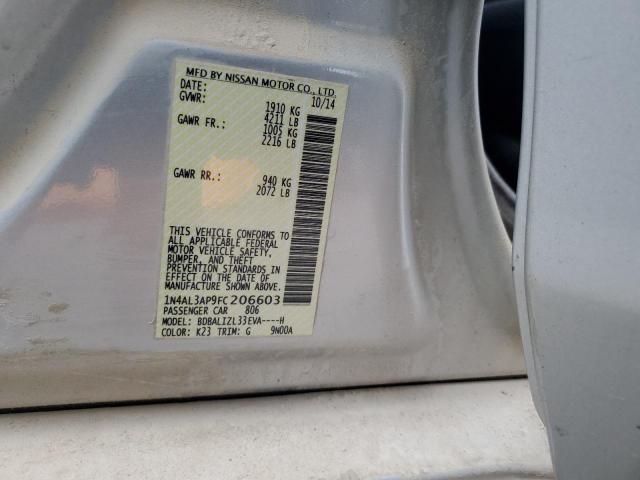 MFD BY NISSAN MOTOR CO., LTD.
DATE: 10/14
GVWR: 1910 KG
4211 LB
GAWR FR.: 1005 KG
2216 LB
GAWR RR.: 940 KG
2072 LB
THIS VEHICLE CONFORMS TO
ALL APPLICABLE FEDERAL
MOTOR VEHICLE SAFETY,
BUMPER, AND THEFT
PREVENTION STANDARDS IN
EFFECT ON THE DATE OF
MANUFACTURE SHOWN ABOVE.
1N4AL3AP9FC206603
PASSENGER CAR 806
MODEL: BDBALIZL33EVA----H
COLOR: K23 TRIM: G 9N00A